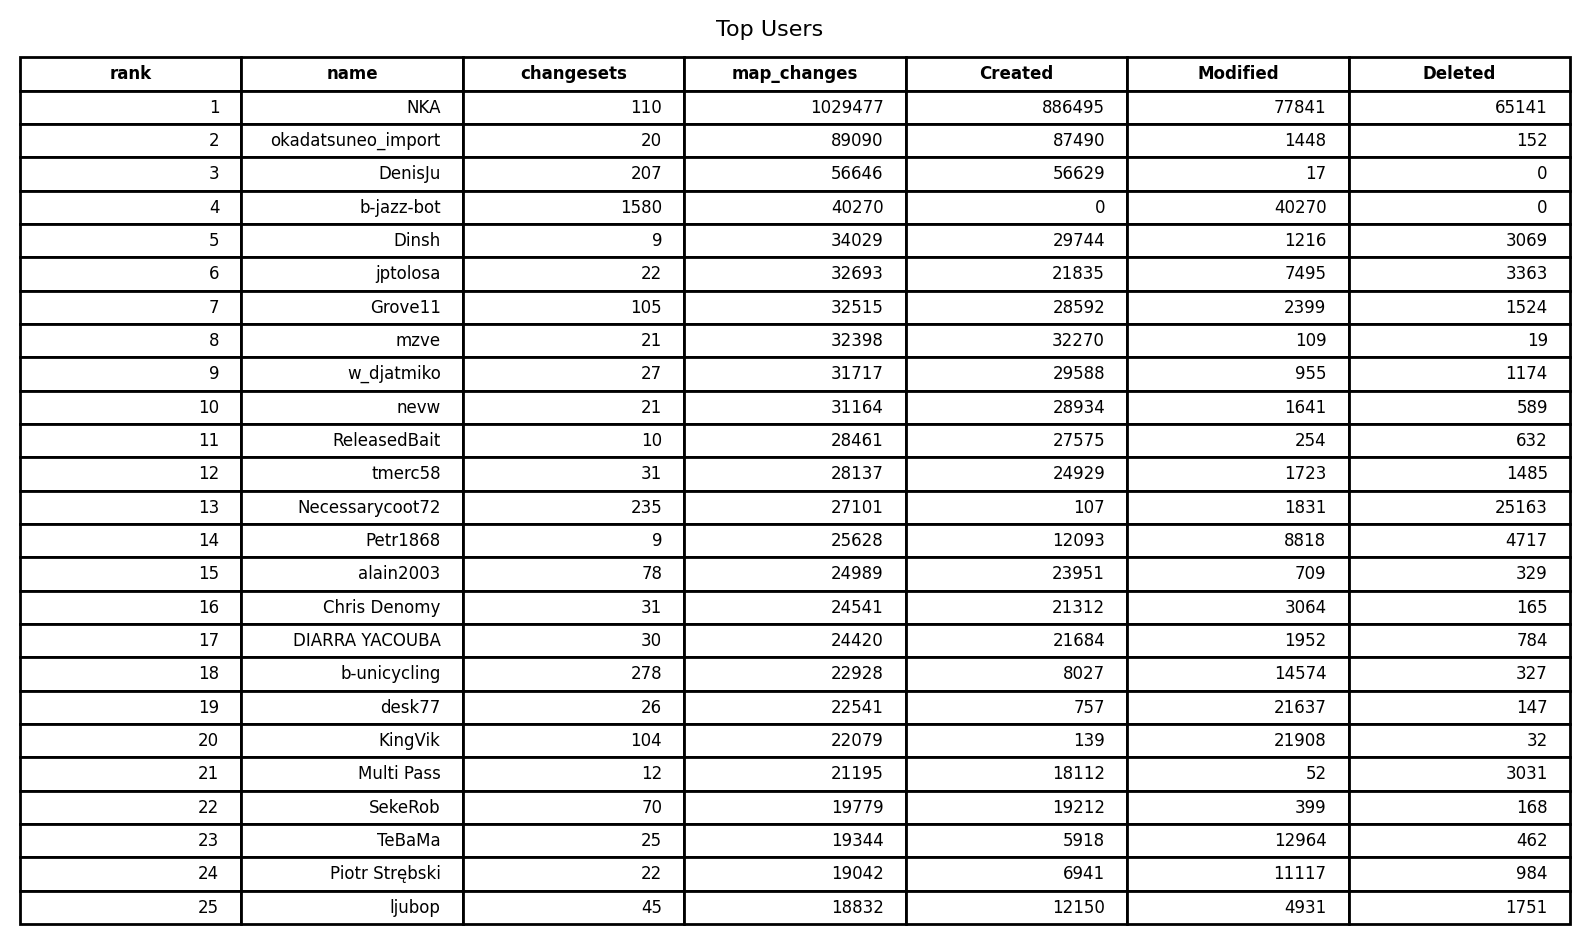 Top Users
rank name changesets map_changes Created Modified Deleted
1 NKA 110 1029477 886495 77841 65141
2 okadatsuneo_import 20 89090 87490 1448 152
3 DenisJu 207 56646 56629 17 0
4 b-jazz-bot 1580 40270 0 40270 0
5 Dinsh 9 34029 29744 1216 3069
6 jptolosa 22 32693 21835 7495 3363
7 Grove11 105 32515 28592 2399 1524
8 mzve 21 32398 32270 109 19
9 w_djatmiko 27 31717 29588 955 1174
10 nevw 21 31164 28934 1641 589
11 ReleasedBait 10 28461 27575 254 632
12 tmerc58 31 28137 24929 1723 1485
13 Necessarycoot72 235 27101 107 1831 25163
14 Petr1868 9 25628 12093 8818 4717
15 alain2003 78 24989 23951 709 329
16 Chris Denomy 31 24541 21312 3064 165
17 DIARRA YACOUBA 30 24420 21684 1952 784
18 b-unicycling 278 22928 8027 14574 327
19 desk77 26 22541 757 21637 147
20 KingVik 104 22079 139 21908 32
21 Multi Pass 12 21195 18112 52 3031
22 SekeRob 70 19779 19212 399 168
23 TeBaMa 25 19344 5918 12964 462
24 Piotr Strębski 22 19042 6941 11117 984
25 ljubop 45 18832 12150 4931 1751